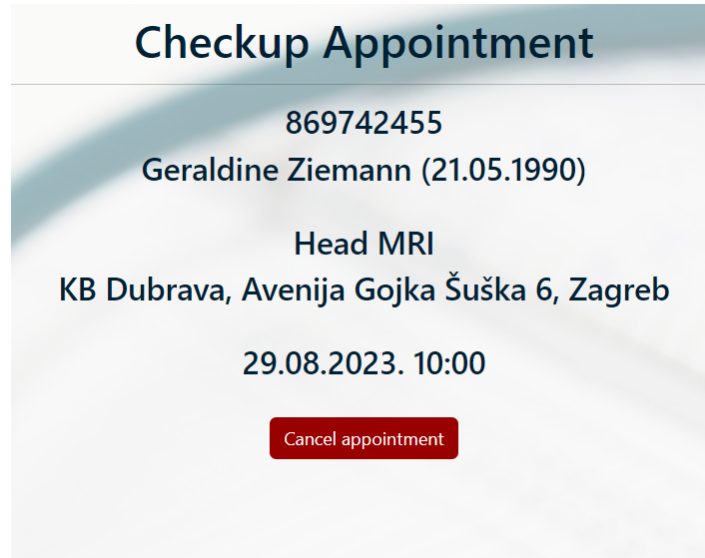 Checkup Appointment
869742455
Geraldine Ziemann (21.05.1990)
Head MRI
KB Dubrava, Avenija Gojka Šuška 6, Zagreb
29.08.2023. 10:00
Cancel appointment